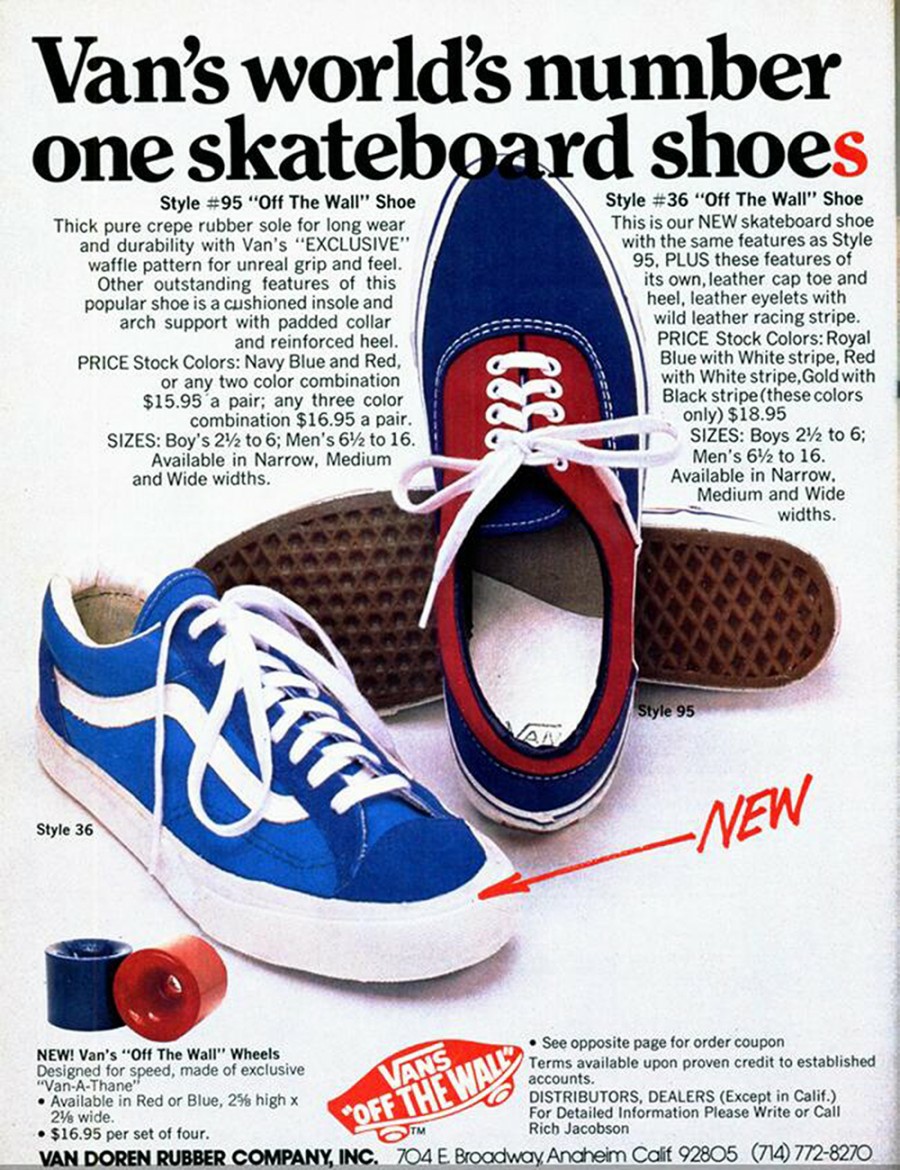 Van's world's number
one skateboard shoes
Style #95 "Off The Wall" Shoe
Thick pure crepe rubber sole for long wear
and durability with Van's "EXCLUSIVE"
waffle pattern for unreal grip and feel.
Other outstanding features of this
popular shoe is a cushioned insole and
arch support with padded collar
and reinforced heel.
PRICE Stock Colors: Navy Blue and Red,
or any two color combination
$15.95 a pair; any three color
combination $16.95 a pair.
SIZES: Boy's 2½ to 6; Men's 6½ to 16.
Available in Narrow, Medium
and Wide widths.
Style #36 "Off The Wall" Shoe
This is our NEW skateboard shoe
with the same features as Style
95, PLUS these features of
its own, leather cap toe and
heel, leather eyelets with
wild leather racing stripe.
PRICE Stock Colors: Royal
Blue with White stripe, Red
with White stripe, Gold with
Black stripe (these colors
only) $18.95
SIZES: Boys 2½ to 6;
Men's 6½ to 16.
Available in Narrow,
Medium and Wide
widths.
VAN
Style 95
NEW
Style 36
NEW! Van's "Off The Wall" Wheels
Designed for speed, made of exclusive
"Van-A-Thane"
• Available in Red or Blue, high x
wide.
• $16.95 per set of four.
VANS
"OFF THE WALL"
TM
• See opposite page for order coupon
Terms available upon proven credit to established
accounts.
DISTRIBUTORS, DEALERS (Except in Calif.)
For Detailed Information Please Write or Call
Rich Jacobson
VAN DOREN RUBBER COMPANY, INC. 704 E. Broadway, Anaheim Calif. 92805 (714) 772-8270